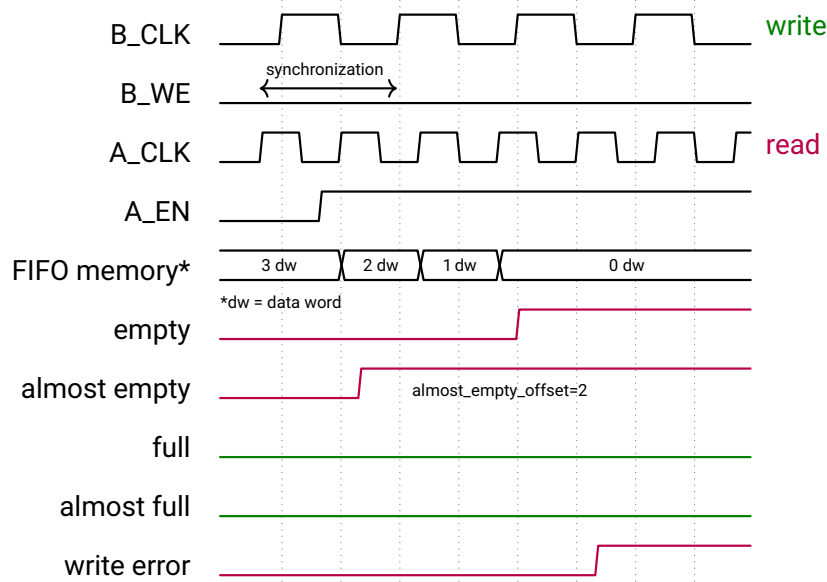 B_CLK
write
synchronization
B_WE
A_CLK
read
A_EN
FIFO memory*
3 dw
2 dw
1 dw
0 dw
*dw = data word
empty
almost empty
almost_empty_offset=2
full
almost full
write error